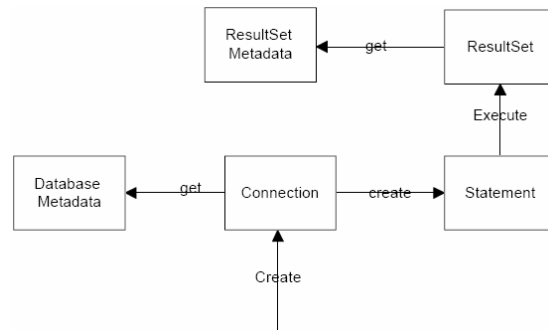 ResultSet
Metadata
get
ResultSet
Execute
Database
Metadata
get
Connection
create
Statement
Create